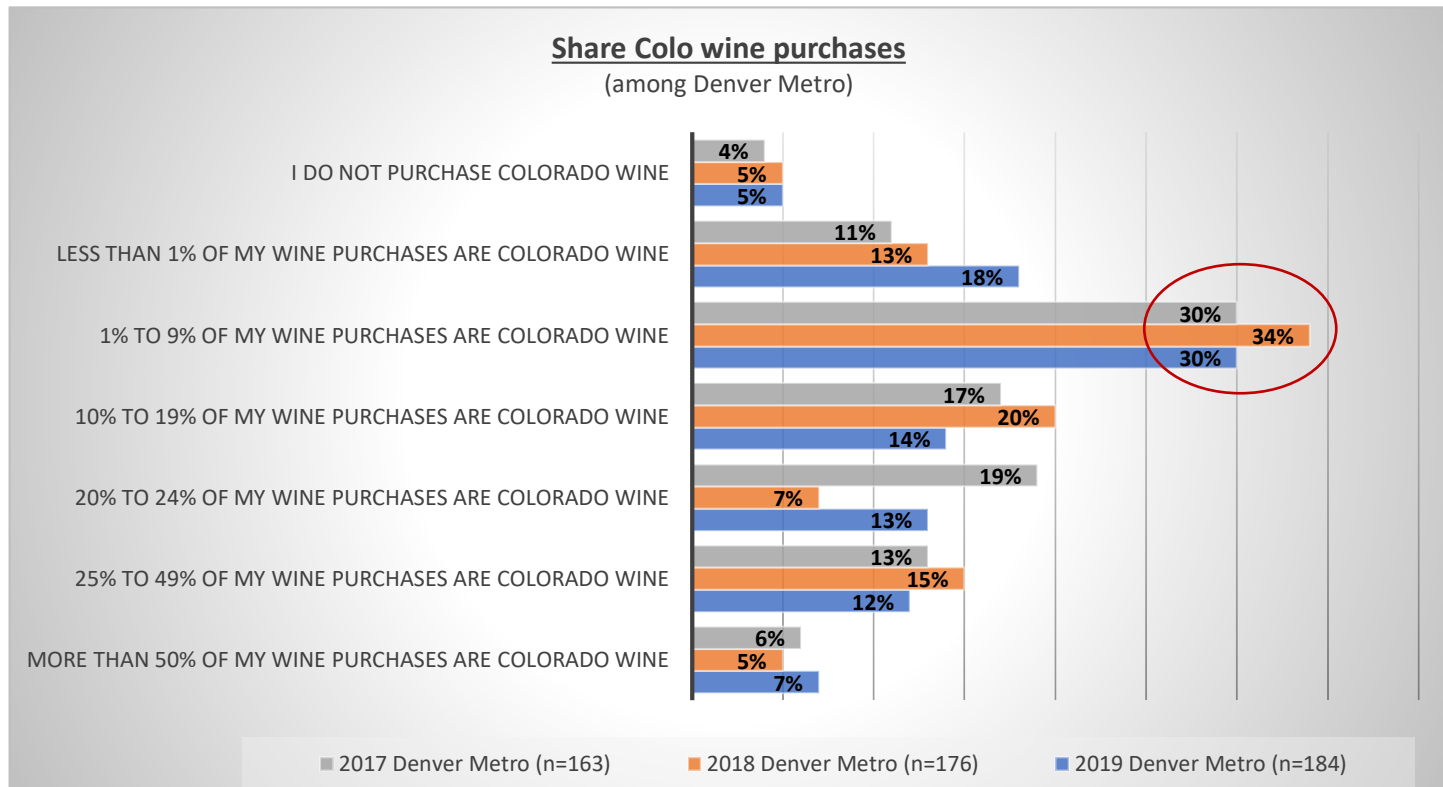 Share Colo wine purchases
(among Denver Metro)
I DO NOT PURCHASE COLORADO WINE
4%
5%
5%
LESS THAN 1% OF MY WINE PURCHASES ARE COLORADO WINE
11%
13%
18%
1% TO 9% OF MY WINE PURCHASES ARE COLORADO WINE
30%
34%
30%
10% TO 19% OF MY WINE PURCHASES ARE COLORADO WINE
17%
20%
14%
20% TO 24% OF MY WINE PURCHASES ARE COLORADO WINE
19%
7%
13%
25% TO 49% OF MY WINE PURCHASES ARE COLORADO WINE
13%
15%
12%
MORE THAN 50% OF MY WINE PURCHASES ARE COLORADO WINE
6%
5%
7%
2017 Denver Metro (n=163) 2018 Denver Metro (n=176) 2019 Denver Metro (n=184)